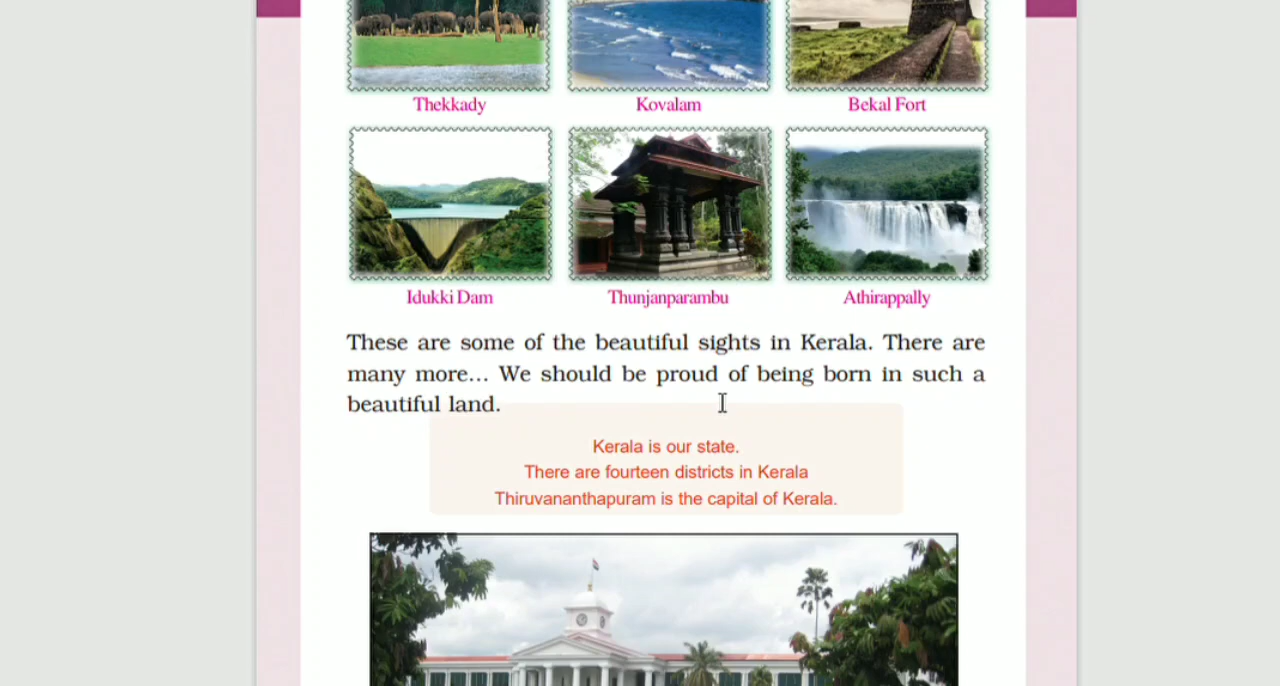 Thekkady
Kovalam
Bekal Fort
Idukki Dam
Thunjanparambu
Athirappally
These are some of the beautiful sights in Kerala. There are
many more... We should be proud of being born in such a
beautiful land.
Kerala is our state.
There are fourteen districts in Kerala
Thiruvananthapuram is the capital of Kerala.